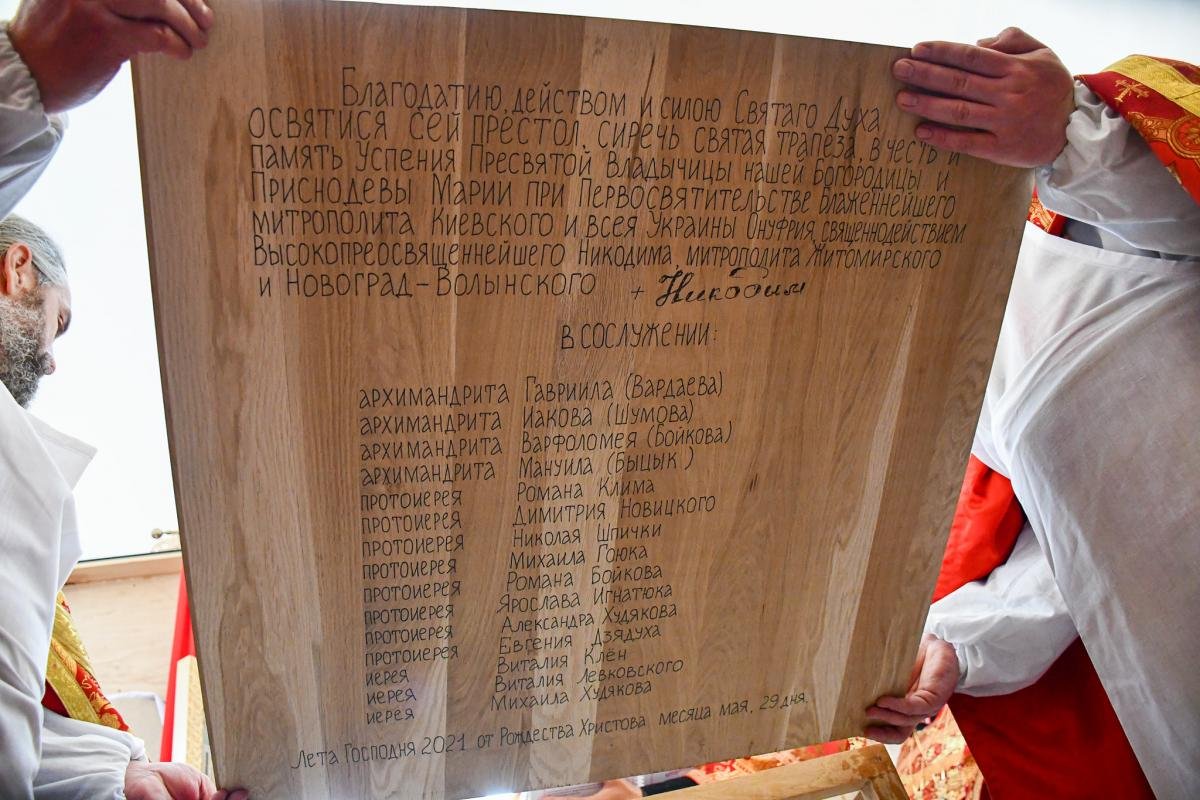 Благодатию, действом и силою Святаго Духа
освятися сей престол, сиречь святая трапеза, в честь и
память Успения Пресвятой Владычицы нашей Богородицы и
Приснодевы Марии при Первосвятительстве Блаженнейшего
митрополита Киевского и всея Украины Онуфрия, священнодействием
Высокопреосвященнейшего Никодима, митрополита Житомирского
и Новоград-Волынского + Никодим
в сослужении:
архимандрита Гавриила (Вардаева)
архимандрита Иакова (Шумова)
архимандрита Варфоломея (Бойкова)
архимандрита Мануила (Быцык)
протоиерея Романа Клима
протоиерея Димитрия Новицкого
протоиерея Николая Шпички
протоиерея Михаила Гоюка
протоиерея Романа Бойкова
протоиерея Ярослава Игнатюка
протоиерея Александра Худякова
протоиерея Евгения Дзядуха
иерея Виталия Клён
иерея Виталия Левковского
иерея Михаила Худякова
Лета Господня 2021 от Рождества Христова месяца мая, 29 дня.